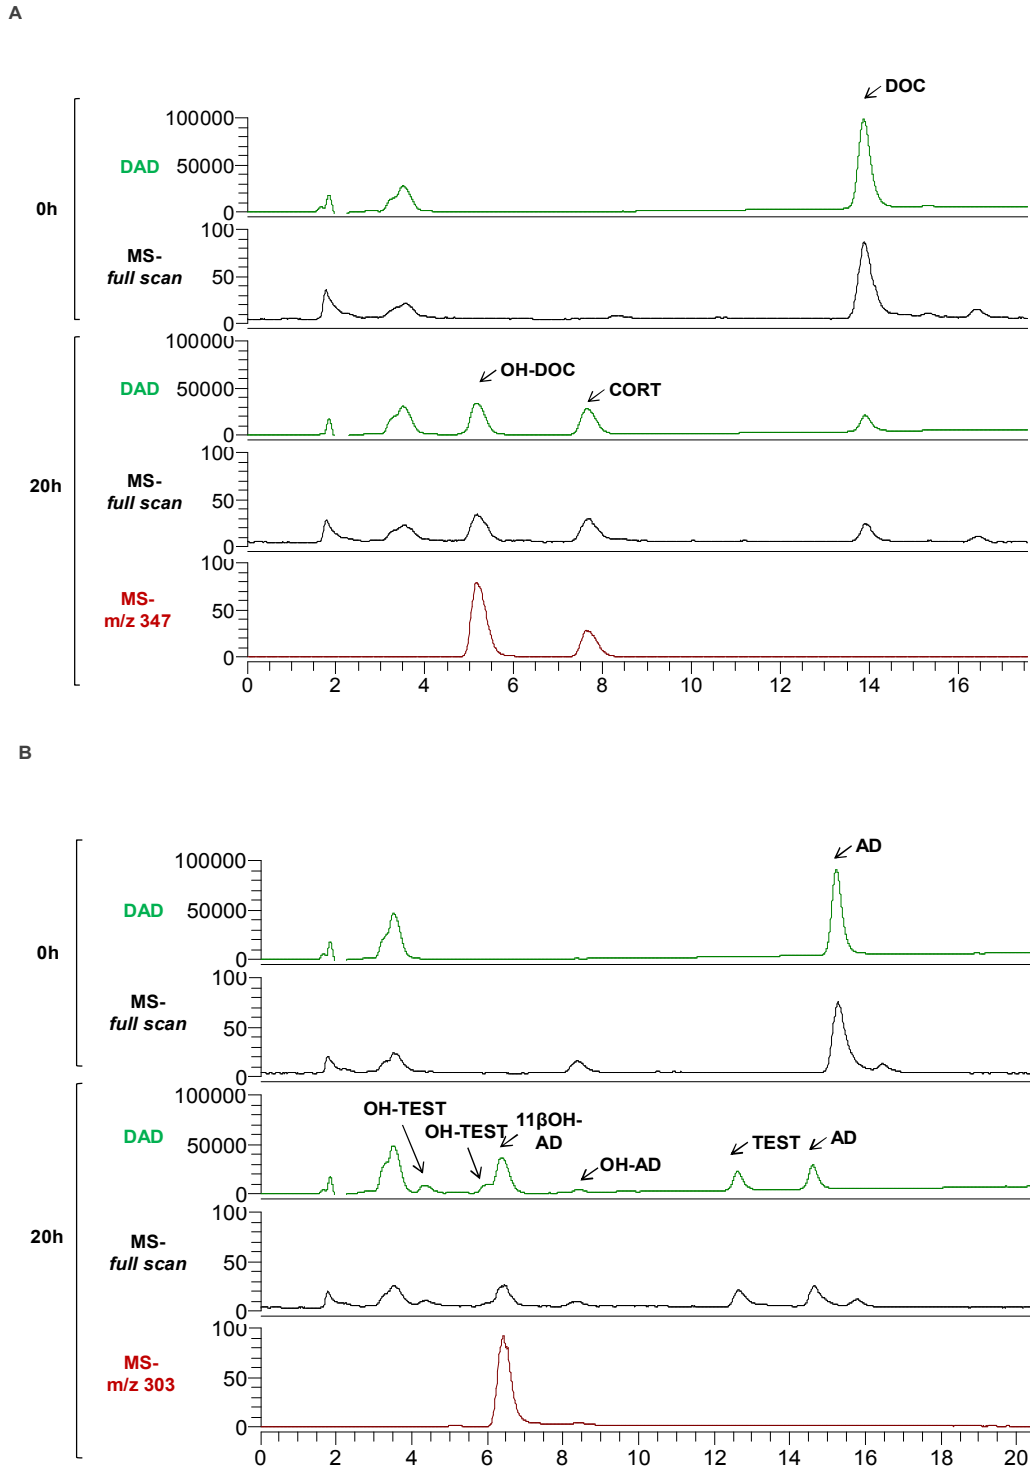 A
DOC
100000
DAD
50000
0
0h
100
MS-
full scan
50
0
100000
DAD
50000
OH-DOC
CORT
0
100
MS-
full scan
50
0
20h
100
MS-
m/z 347
50
0
0 2 4 6 8 10 12 14 16
B
AD
100000
DAD
50000
0
0h
100
MS-
full scan
50
0
100000
DAD
50000
OH-TEST
OH-TEST
11βOH-
AD
OH-AD
TEST
AD
0
100
20h
MS-
full scan
50
0
100
MS-
m/z 303
50
0
0 2 4 6 8 10 12 14 16 18 20